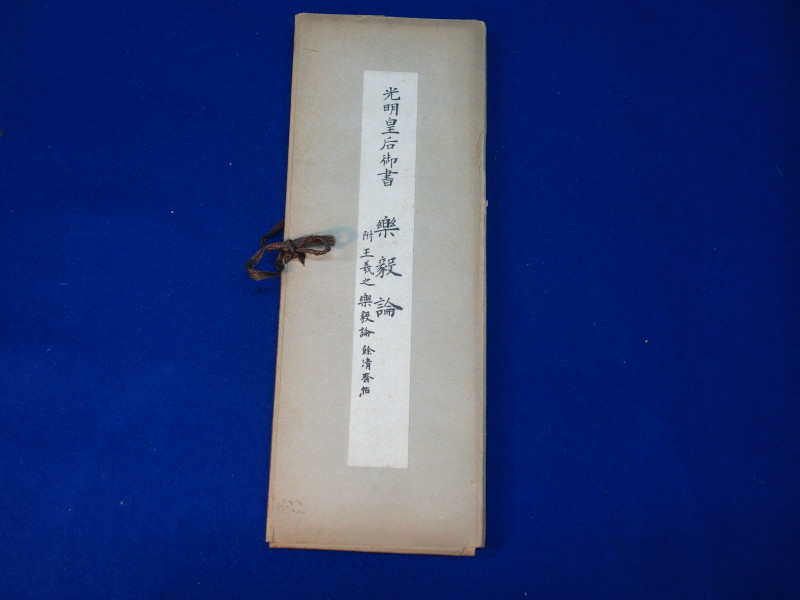 光明皇后御書 樂毅論
附 王羲之 樂毅論 餘清齋帖